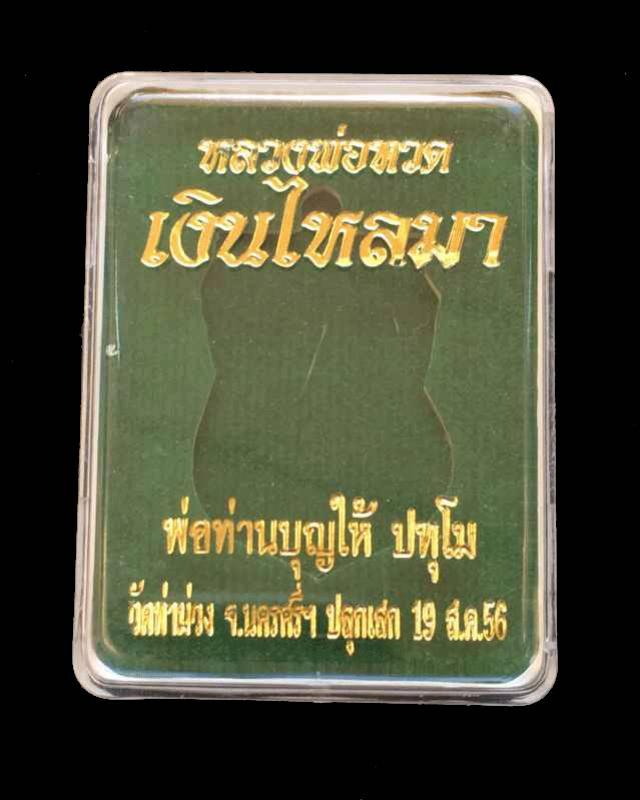 หลวงพ่อทวด
เงินไหลมา
พ่อท่านบุญให้ ปทุโม
วัดท่าม่วง จ.นครศรีฯ ปลุกเสก 19 ส.ค.56